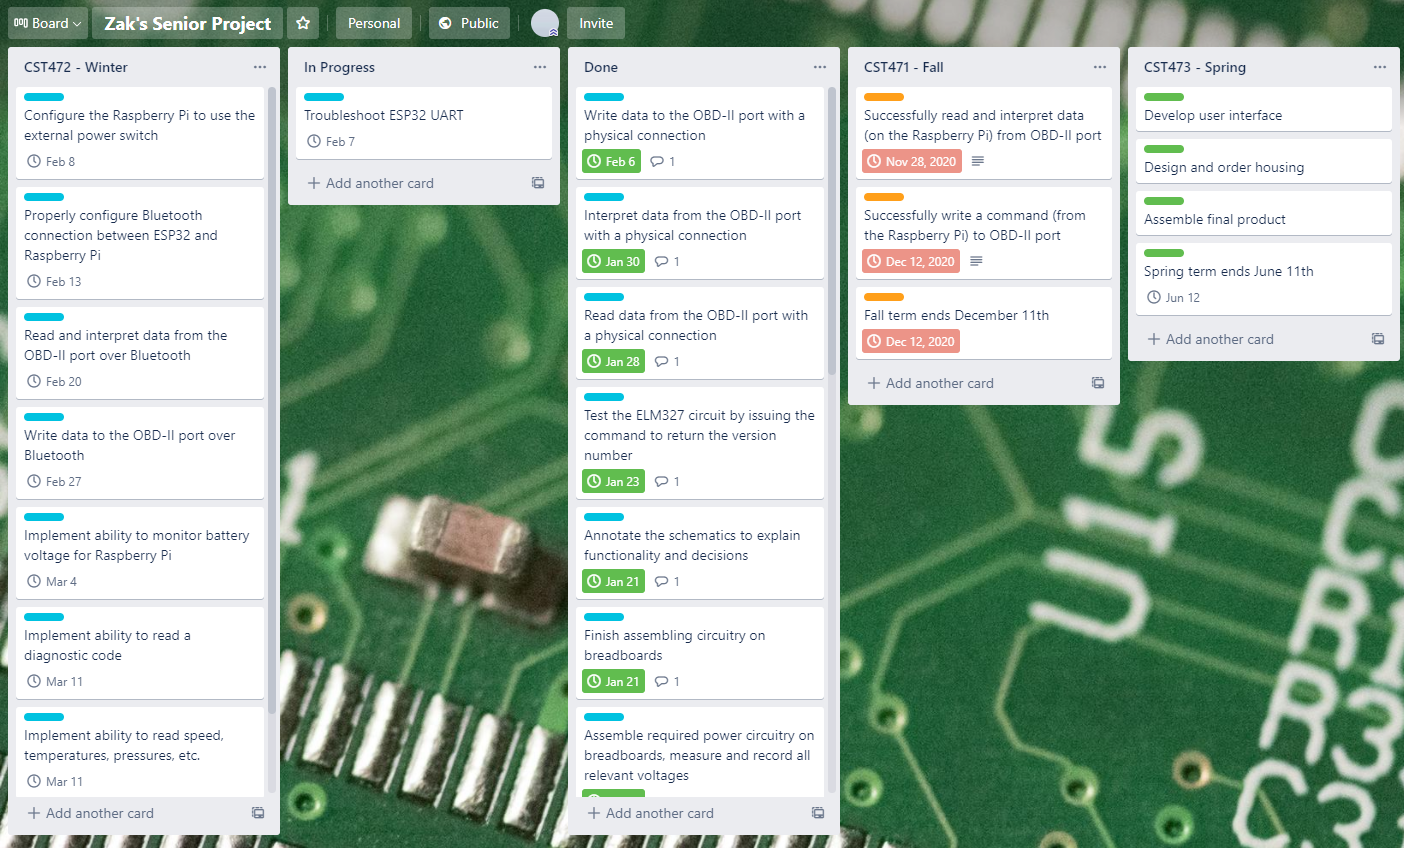 Board
Zak's Senior Project
Personal
Public
Invite
CST472 - Winter
Configure the Raspberry Pi to use the
external power switch
Feb 8
Properly configure Bluetooth
connection between ESP32 and
Raspberry Pi
Feb 13
Read and interpret data from the
OBD-II port over Bluetooth
Feb 20
Write data to the OBD-II port over
Bluetooth
Feb 27
Implement ability to monitor battery
voltage for Raspberry Pi
Mar 4
Implement ability to read a
diagnostic code
Mar 11
Implement ability to read speed,
temperatures, pressures, etc.
Mar 11
Add another card
In Progress
Troubleshoot ESP32 UART
Feb 7
Add another card
Done
Write data to the OBD-II port with a
physical connection
Feb 6 1
Interpret data from the OBD-II port
with a physical connection
Jan 30 1
Read data from the OBD-II port with
a physical connection
Jan 28 1
Test the ELM327 circuit by issuing the
command to return the version
number
Jan 23 1
Annotate the schematics to explain
functionality and decisions
Jan 21 1
Finish assembling circuitry on
breadboards
Jan 21 1
Assemble required power circuitry on
breadboards, measure and record all
relevant voltages
Add another card
CST471 - Fall
Successfully read and interpret data
(on the Raspberry Pi) from OBD-II port
Nov 28, 2020
Successfully write a command (from
the Raspberry Pi) to OBD-II port
Dec 12, 2020
Fall term ends December 11th
Dec 12, 2020
Add another card
CST473 - Spring
Develop user interface
Design and order housing
Assemble final product
Spring term ends June 11th
Jun 12
Add another card
U15